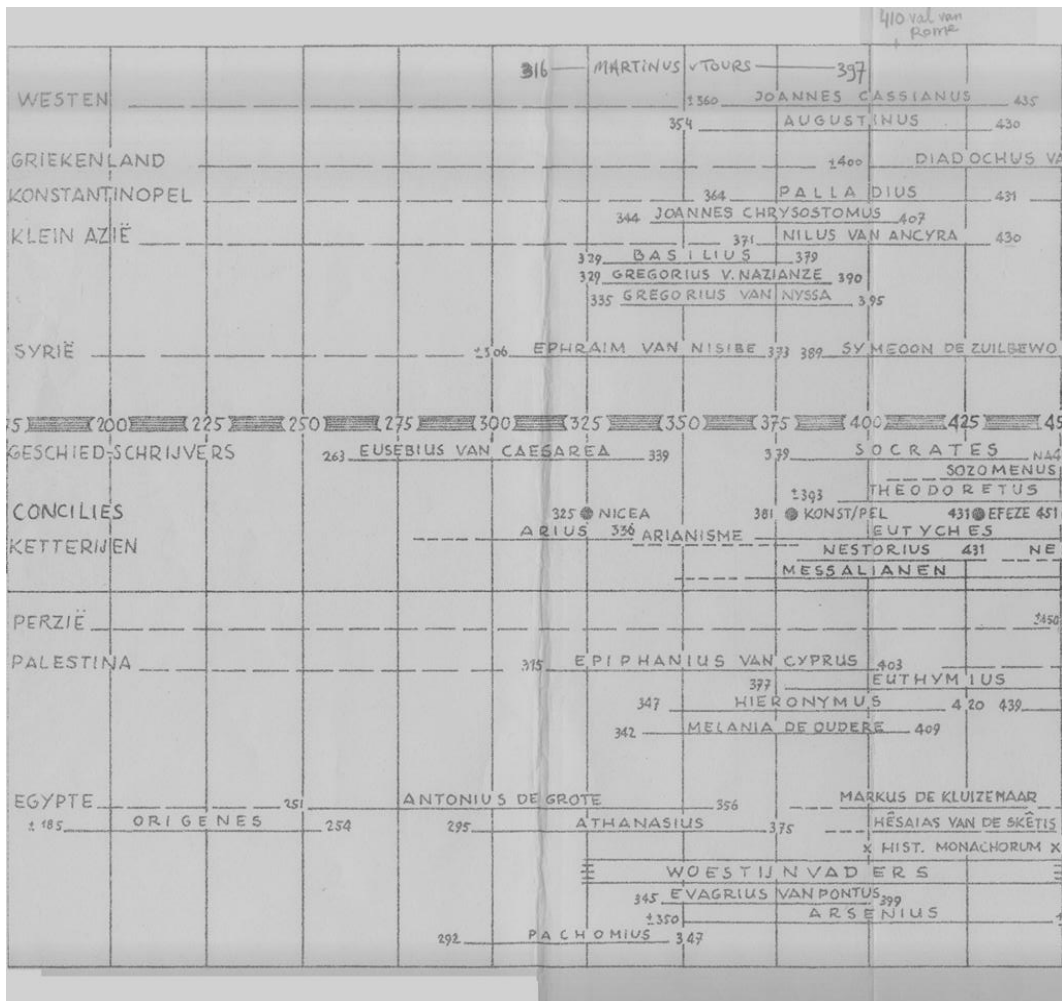 410 val van
Rome
316 MARTINUS v TOURS 397
WESTEN ±360 JOANNES CASSIANUS 435
354 AUGUSTINUS 430
GRIEKENLAND ±400 DIADOCHUS VA
KONSTANTINOPEL 364 PALLADIUS 431
344 JOANNES CHRYSOSTOMUS 407
KLEIN AZIË 371 NILUS VAN ANCYRA 430
329 BASILIUS 379
329 GREGORIUS V. NAZIANZE 390
335 GREGORIUS VAN NYSSA 395
SYRIË ±306 EPHRAIM VAN NISIBE 373 389 SYMEOON DE ZUILBEWO
5 200 225 250 275 300 325 350 375 400 425 45
GESCHIED-SCHRIJVERS 263 EUSEBIUS VAN CAESAREA 339 379 SOCRATES NA4
SOZOMENUS
±393 THEODORETUS
CONCILIES 325 NICEA 381 KONST/PEL 431 EFEZE 451
ARIUS 336 ARIANISME EUTYCHES
KETTERIJEN NESTORIUS 431 NE
MESSALIANEN
PERZIË ±450
PALESTINA 315 EPIPHANIUS VAN CYPRUS 403
377 EUTHYMIUS
347 HIERONYMUS 420 439
342 MELANIA DE OUDERE 409
EGYPTE 251 ANTONIUS DE GROTE 356 MARKUS DE KLUIZENAAR
±185 ORIGENES 254 295 ATHANASIUS 375 HÊSAIAS VAN DE SKÊTIS
x HIST. MONACHORUM x
WOESTIJNVADERS
345 EVAGRIUS VAN PONTUS 399
±350 ARSENIUS ±
292 PACHOMIUS 347